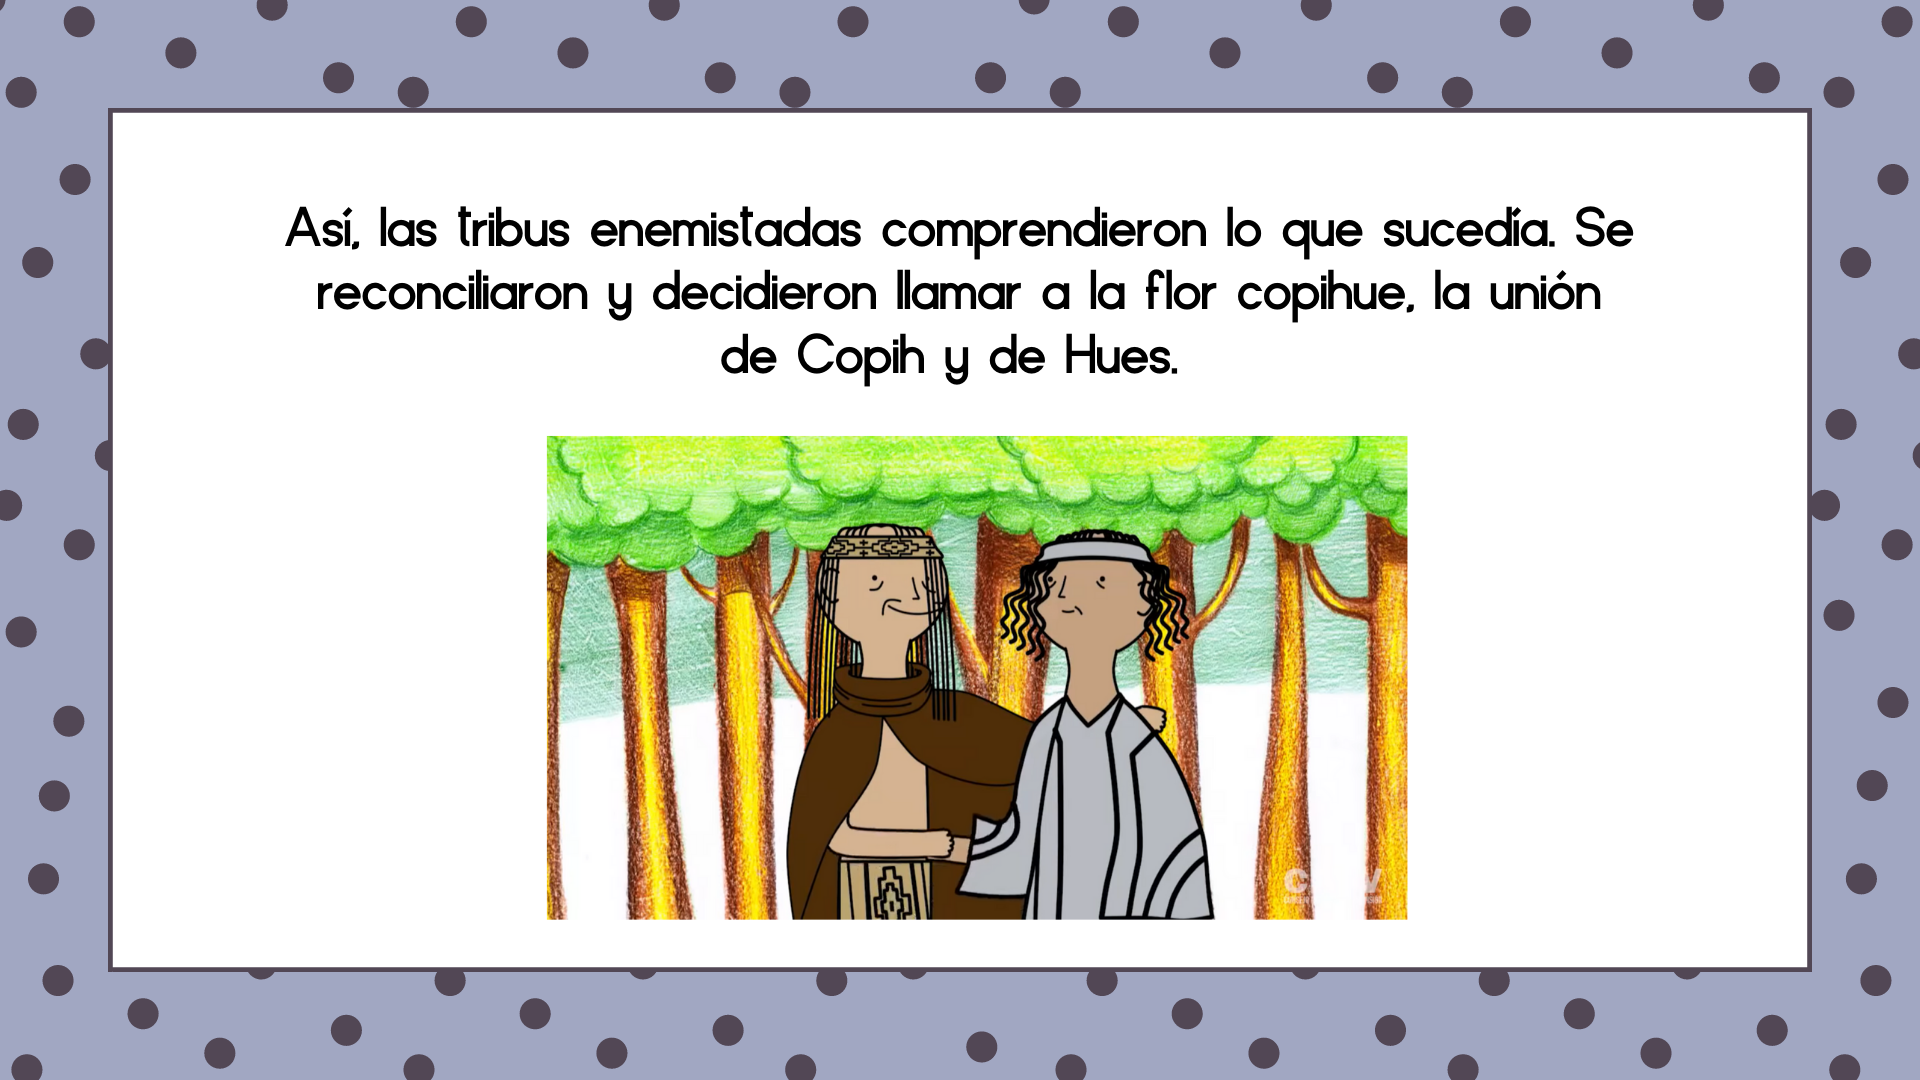 Así, las tribus enemistadas comprendieron lo que sucedía. Se
reconciliaron y decidieron llamar a la flor copihue, la unión
de Copih y de Hues.